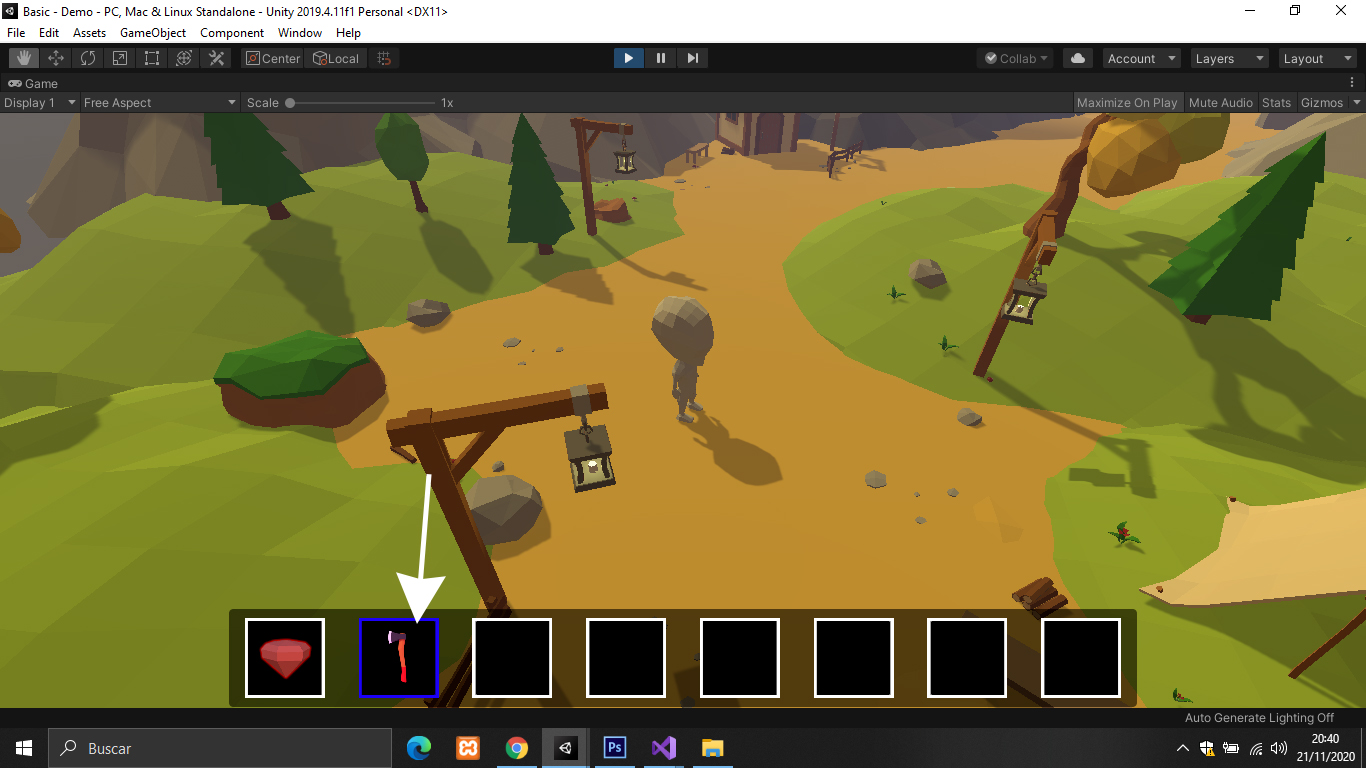 Basic - Demo - PC, Mac & Linux Standalone - Unity 2019.4.11f1 Personal <DX11>
File Edit Assets GameObject Component Window Help
Center Local Collab Account Layers Layout
Game
Display 1 Free Aspect Scale 1x Maximize On Play Mute Audio Stats Gizmos
Auto Generate Lighting Off
Buscar Ps 20:40
21/11/2020